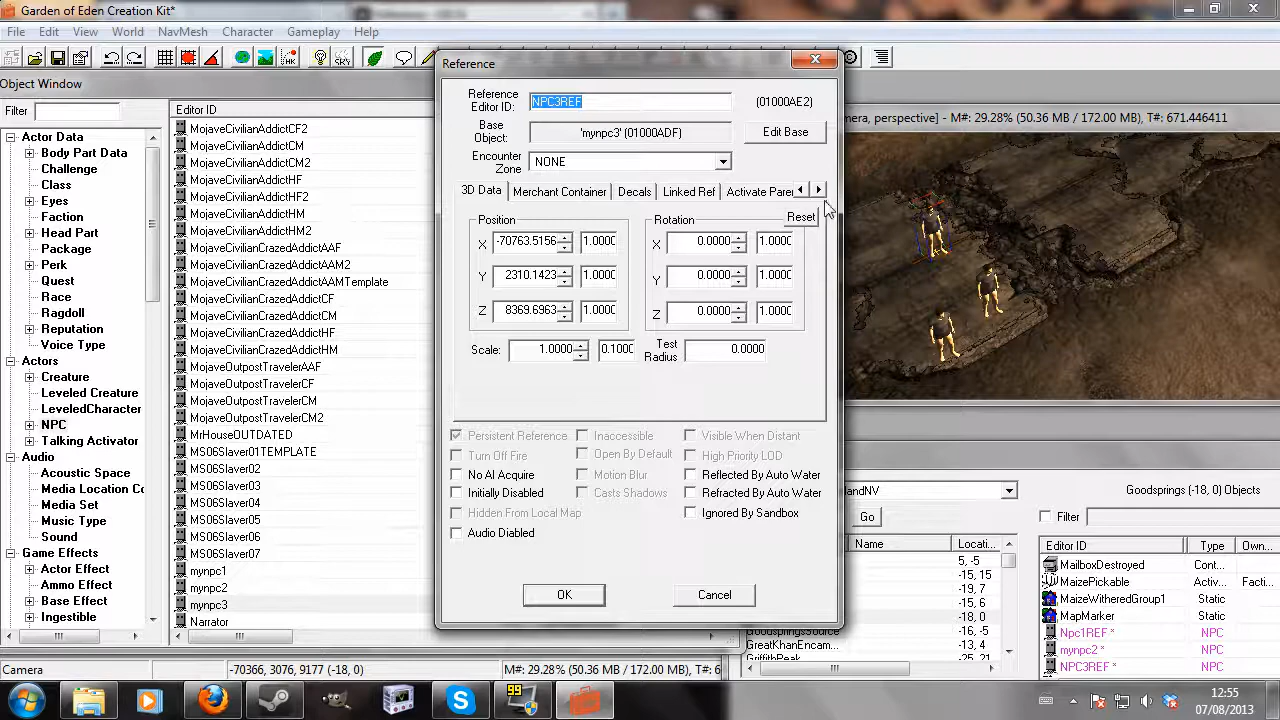 Garden of Eden Creation Kit*
File Edit View World NavMesh Character Gameplay Help
Object Window
Filter
Actor Data
Body Part Data
Challenge
Class
Eyes
Faction
Head Part
Package
Perk
Quest
Race
Ragdoll
Reputation
Voice Type
Actors
Creature
Leveled Creature
LeveledCharacter
NPC
Talking Activator
Audio
Acoustic Space
Media Location Co
Media Set
Music Type
Sound
Game Effects
Actor Effect
Ammo Effect
Base Effect
Ingestible
Editor ID
MojaveCivilianAddictCF2
MojaveCivilianAddictCM
MojaveCivilianAddictCM2
MojaveCivilianAddictHF
MojaveCivilianAddictHF2
MojaveCivilianAddictHM
MojaveCivilianAddictHM2
MojaveCivilianCrazedAddictAAF
MojaveCivilianCrazedAddictAAM2
MojaveCivilianCrazedAddictAAMTemplate
MojaveCivilianCrazedAddictCF
MojaveCivilianCrazedAddictCM
MojaveCivilianCrazedAddictHF
MojaveCivilianCrazedAddictHM
MojaveOutpostTravelerAAF
MojaveOutpostTravelerCF
MojaveOutpostTravelerCM
MojaveOutpostTravelerCM2
MrHouseOUTDATED
MS06Slaver01TEMPLATE
MS06Slaver02
MS06Slaver03
MS06Slaver04
MS06Slaver05
MS06Slaver06
MS06Slaver07
mynpc1
mynpc2
mynpc3
Narrator
Reference
Reference Editor ID: NPC3REF (01000AE2)
Base Object: 'mynpc3' (01000ADF) Edit Base
Encounter Zone NONE
3D Data Merchant Container Decals Linked Ref Activate Paren
Position Rotation Reset
X -70763.5156 1.0000 X 0.0000 1.0000
Y 2310.1423 1.0000 Y 0.0000 1.0000
Z 8369.6963 1.0000 Z 0.0000 1.0000
Scale: 1.0000 0.1000 Test Radius 0.0000
Persistent Reference Inaccessible Visible When Distant
Turn Off Fire Open By Default High Priority LOD
No AI Acquire Motion Blur Reflected By Auto Water
Initially Disabled Casts Shadows Refracted By Auto Water
Hidden From Local Map Ignored By Sandbox
Audio Diabled
OK Cancel
mera, perspective] - M#: 29.28% (50.36 MB / 172.00 MB), T#: 671.446411
landNV Goodsprings (-18, 0) Objects
Go Filter
Name Locati...
5, -5
-15, 15
-14, 6
-15, 7
-15, 6
-18, 0
GoodspringsSource -16, -5
GreatKhanEncam... -14, 4
GriffithPeak -25, 21
Editor ID Type Own...
MailboxDestroyed Cont...
MaizePickable Activ... Facti...
MaizeWitheredGroup1 Static
MapMarker Static
Npc1REF * NPC
mynpc2 * NPC
NPC3REF * NPC
Camera -70366, 3076, 9177 (-18, 0) M#: 29.28% (50.36 MB / 172.00 MB), T#: 6
99
12:55
07/08/2013